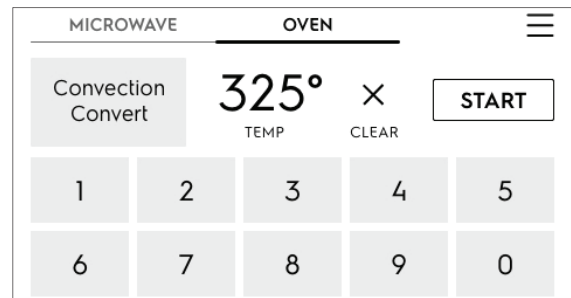 MICROWAVE OVEN
Convection
Convert
325°
TEMP
×
CLEAR
START
1 2 3 4 5
6 7 8 9 0